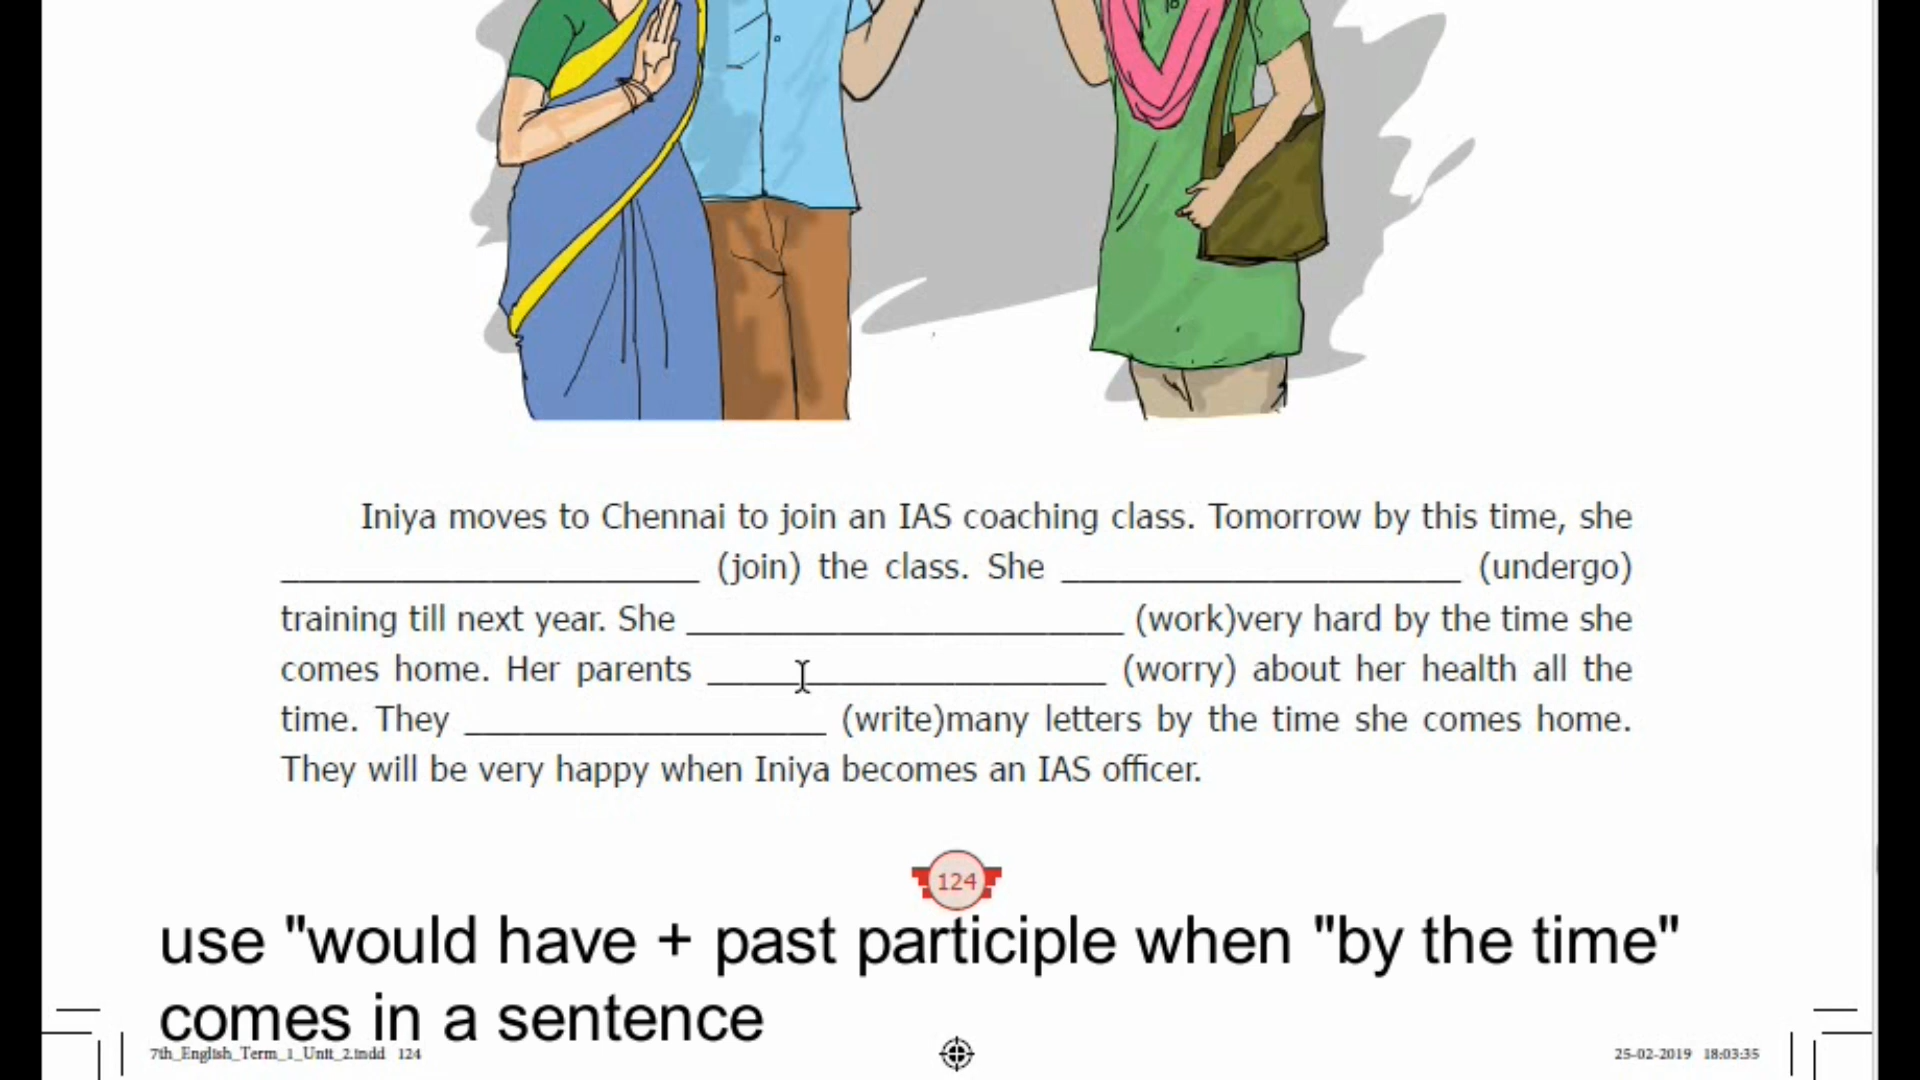 Iniya moves to Chennai to join an IAS coaching class. Tomorrow by this time, she
______________________ (join) the class. She _____________________ (undergo)
training till next year. She _______________________ (work)very hard by the time she
comes home. Her parents _____________________ (worry) about her health all the
time. They ___________________ (write)many letters by the time she comes home.
They will be very happy when Iniya becomes an IAS officer.
124
use "would have + past participle when "by the time"
comes in a sentence
7th_English_Term_1_Unit_2.indd 124
25-02-2019 18:03:35